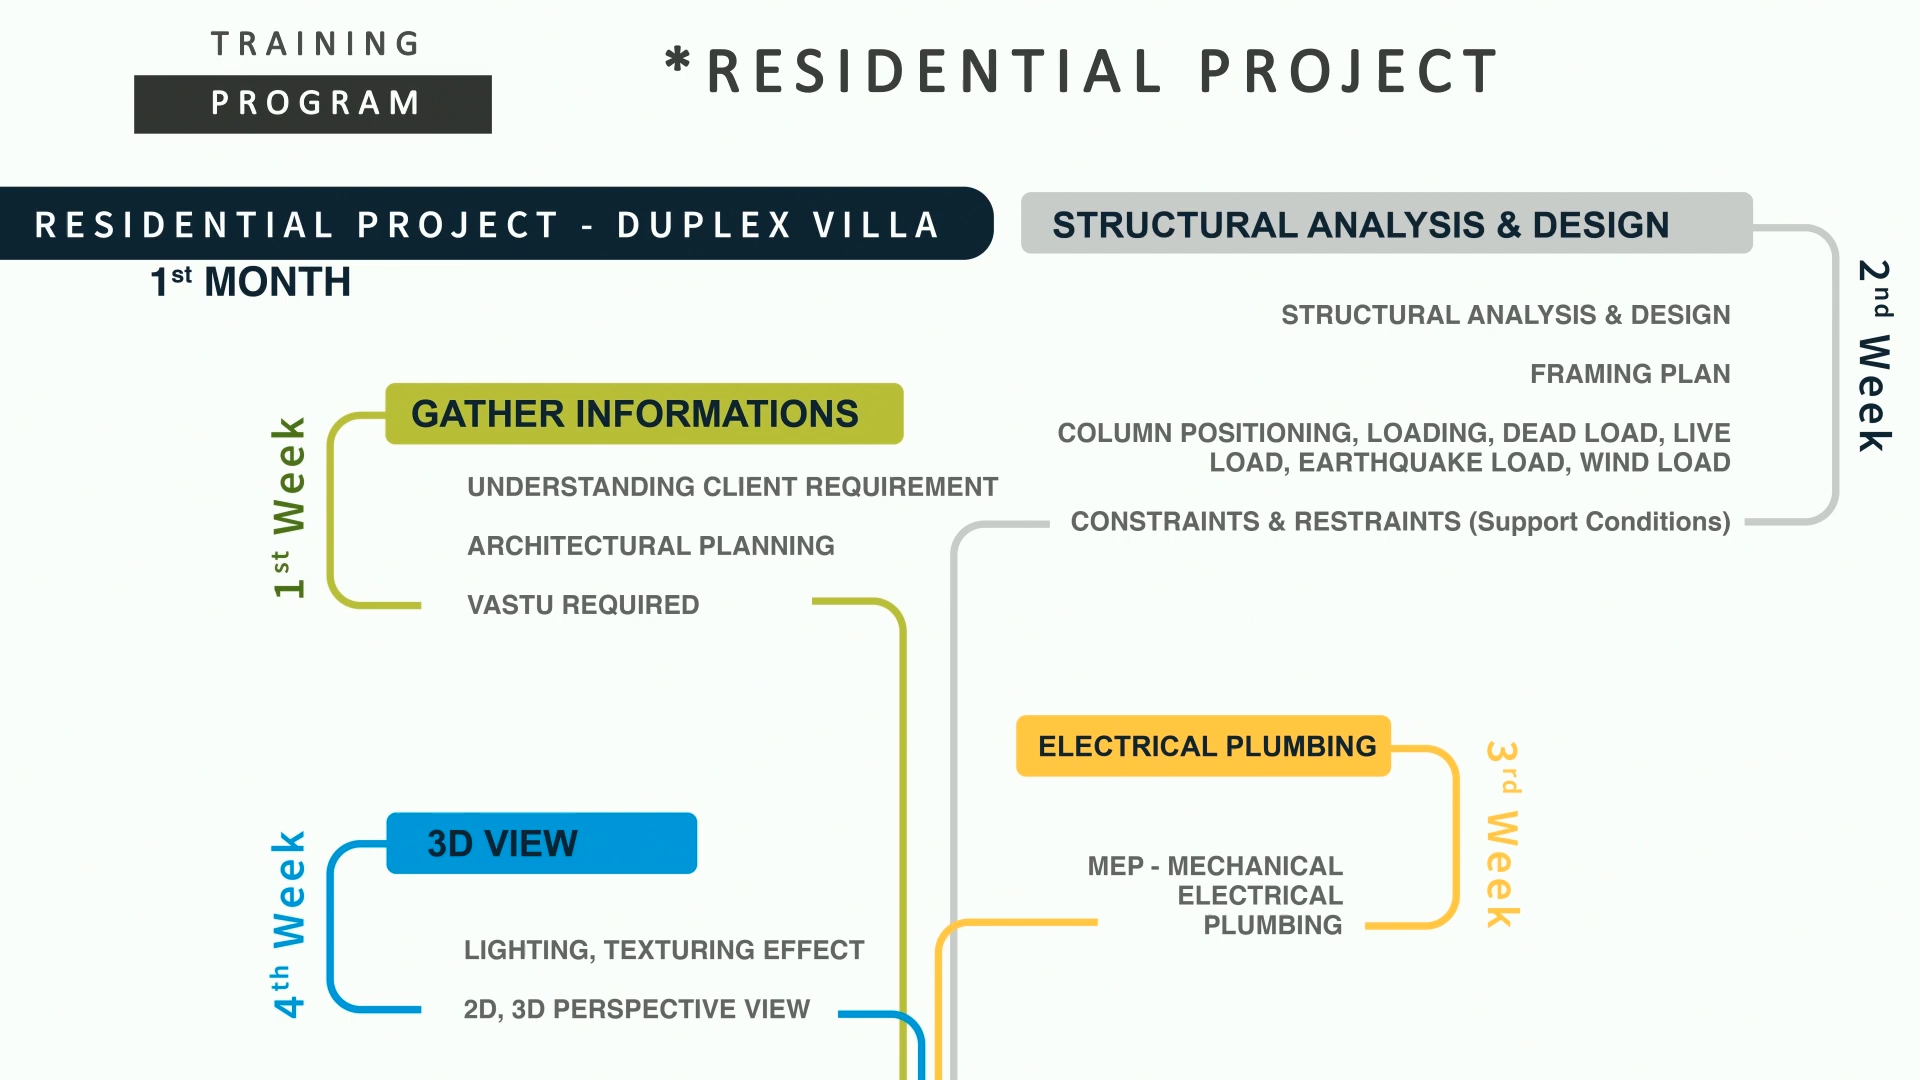 TRAINING
PROGRAM
*RESIDENTIAL PROJECT
RESIDENTIAL PROJECT - DUPLEX VILLA
1st MONTH
1st Week
GATHER INFORMATIONS
UNDERSTANDING CLIENT REQUIREMENT
ARCHITECTURAL PLANNING
VASTU REQUIRED
STRUCTURAL ANALYSIS & DESIGN
2nd Week
STRUCTURAL ANALYSIS & DESIGN
FRAMING PLAN
COLUMN POSITIONING, LOADING, DEAD LOAD, LIVE
LOAD, EARTHQUAKE LOAD, WIND LOAD
CONSTRAINTS & RESTRAINTS (Support Conditions)
ELECTRICAL PLUMBING
3rd Week
MEP - MECHANICAL
ELECTRICAL
PLUMBING
4th Week
3D VIEW
LIGHTING, TEXTURING EFFECT
2D, 3D PERSPECTIVE VIEW